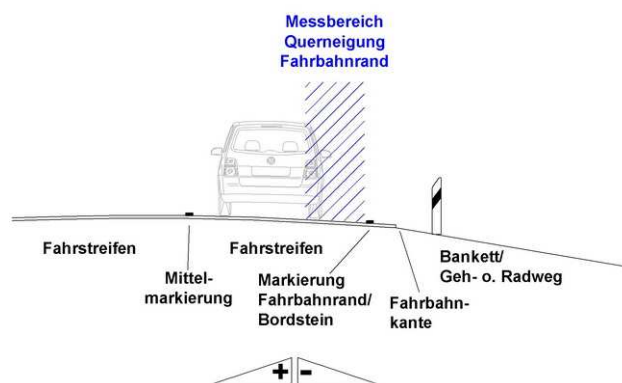 Messbereich
Querneigung
Fahrbahnrand
Fahrstreifen
Fahrstreifen
Mittel-
markierung
Markierung
Fahrbahnrand/
Bordstein
Fahrbahn-
kante
Bankett/
Geh- o. Radweg
+ -